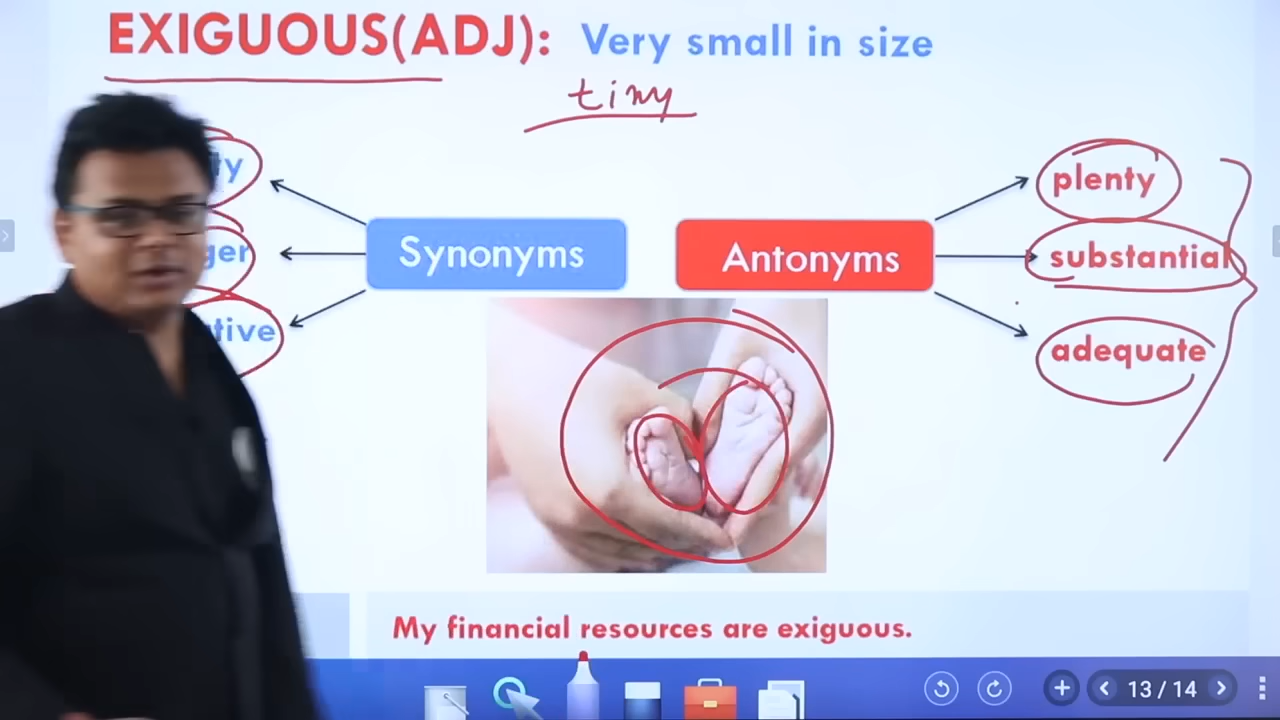 EXIGUOUS(ADJ): Very small in size
tiny
Synonyms
Antonyms
plenty
substantial
adequate
My financial resources are exiguous.
13 / 14